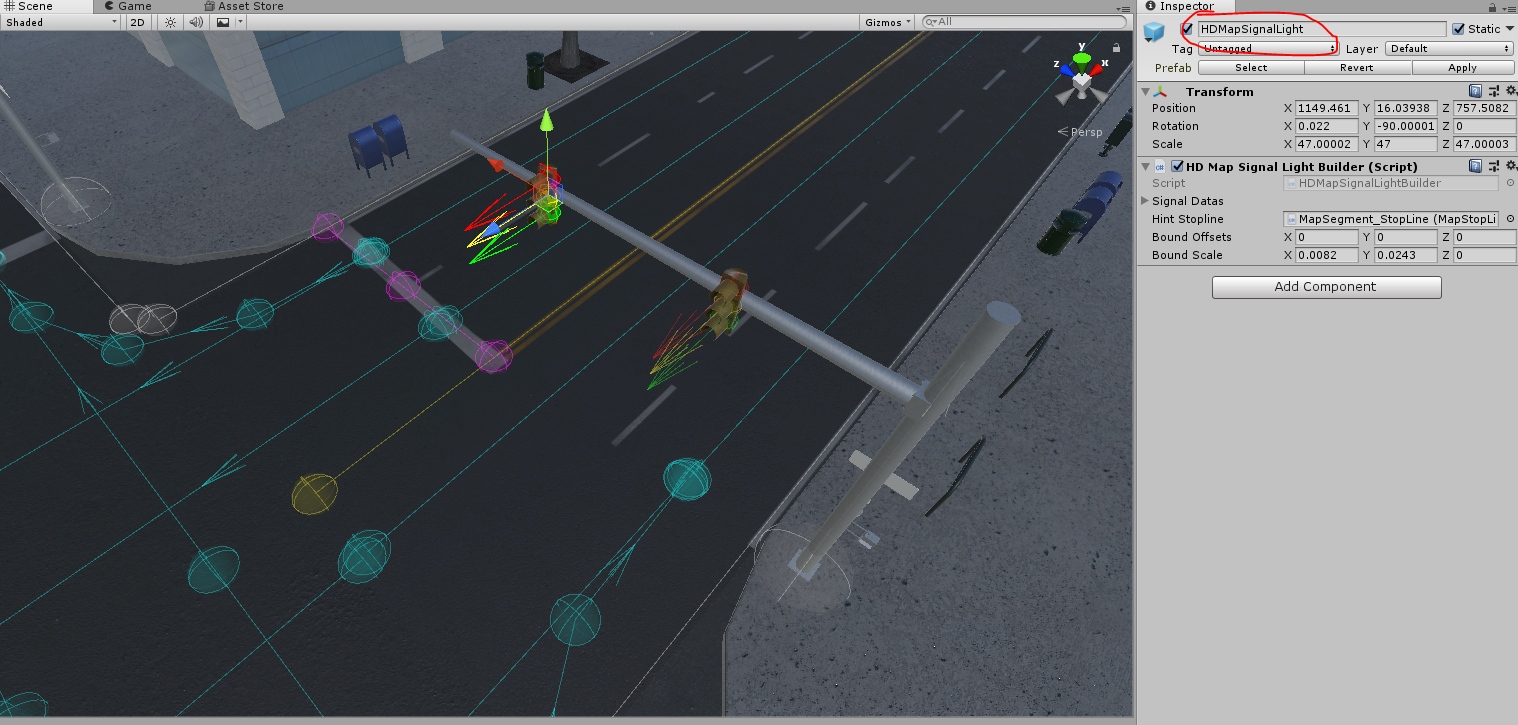 Scene Game Asset Store
Shaded 2D Gizmos All
y
z x
Persp
Inspector
HDMapSignalLight Static
Tag Untagged Layer Default
Prefab Select Revert Apply
Transform
Position X 1149.461 Y 16.03938 Z 757.5082
Rotation X 0.022 Y -90.00001 Z 0
Scale X 47.00002 Y 47 Z 47.00003
HD Map Signal Light Builder (Script)
Script HDMapSignalLightBuilder
Signal Datas
Hint Stopline MapSegment_StopLine (MapStopLi
Bound Offsets X 0 Y 0 Z 0
Bound Scale X 0.0082 Y 0.0243 Z 0
Add Component